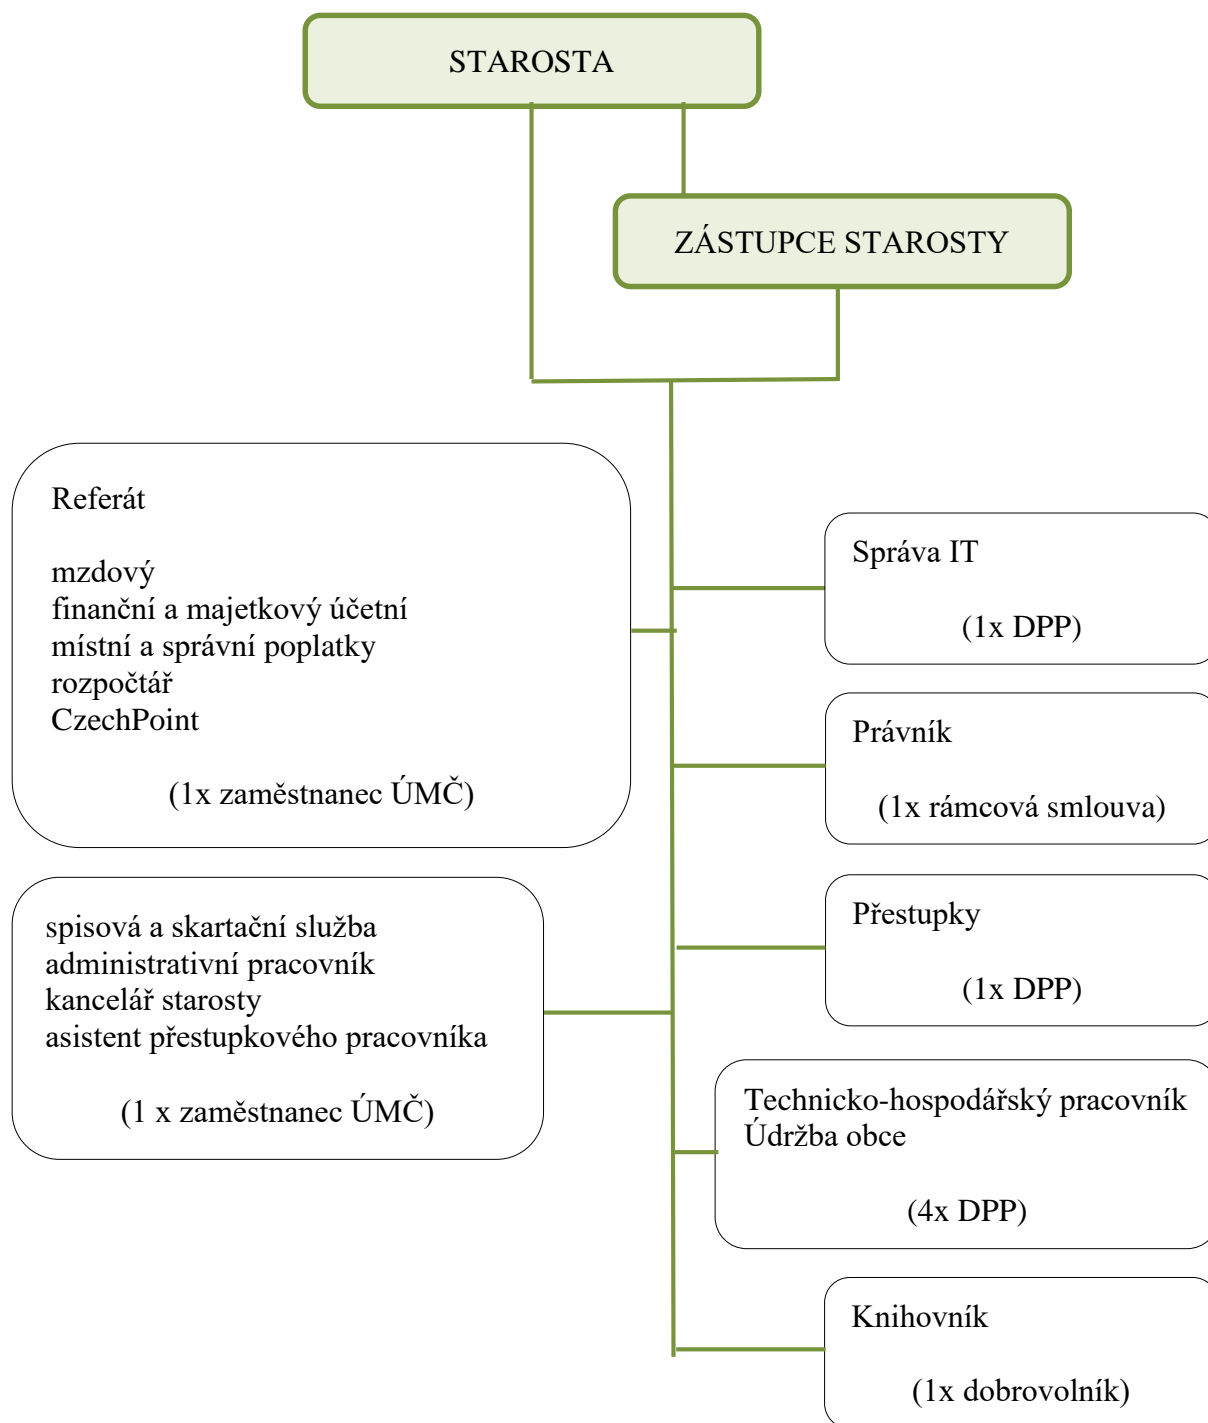 STAROSTA
ZÁSTUPCE STAROSTY
Referát
mzdový
finanční a majetkový účetní
místní a správní poplatky
rozpočtář
CzechPoint
(1x zaměstnanec ÚMČ)
spisová a skartační služba
administrativní pracovník
kancelář starosty
asistent přestupkového pracovníka
(1 x zaměstnanec ÚMČ)
Správa IT
(1x DPP)
Právník
(1x rámcová smlouva)
Přestupky
(1x DPP)
Technicko-hospodářský pracovník
Údržba obce
(4x DPP)
Knihovník
(1x dobrovolník)